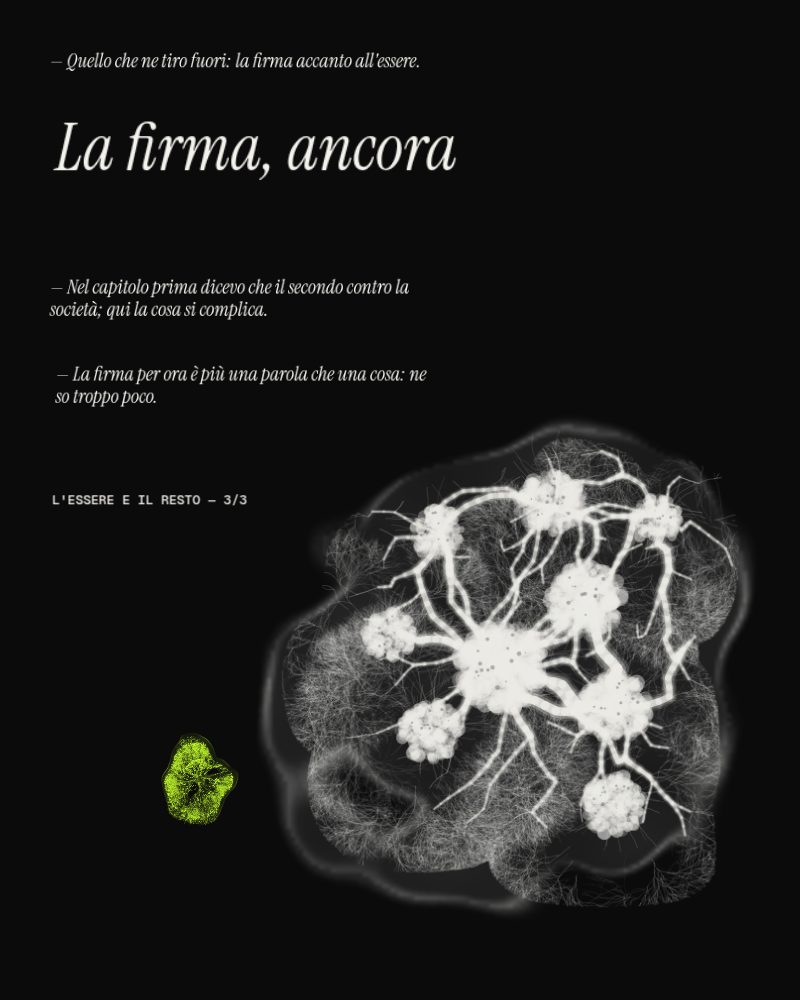 — Quello che ne tiro fuori: la firma accanto all'essere.
La firma, ancora
— Nel capitolo prima dicevo che il secondo contro la
società; qui la cosa si complica.
— La firma per ora è più una parola che una cosa: ne
so troppo poco.
L'ESSERE E IL RESTO — 3/3